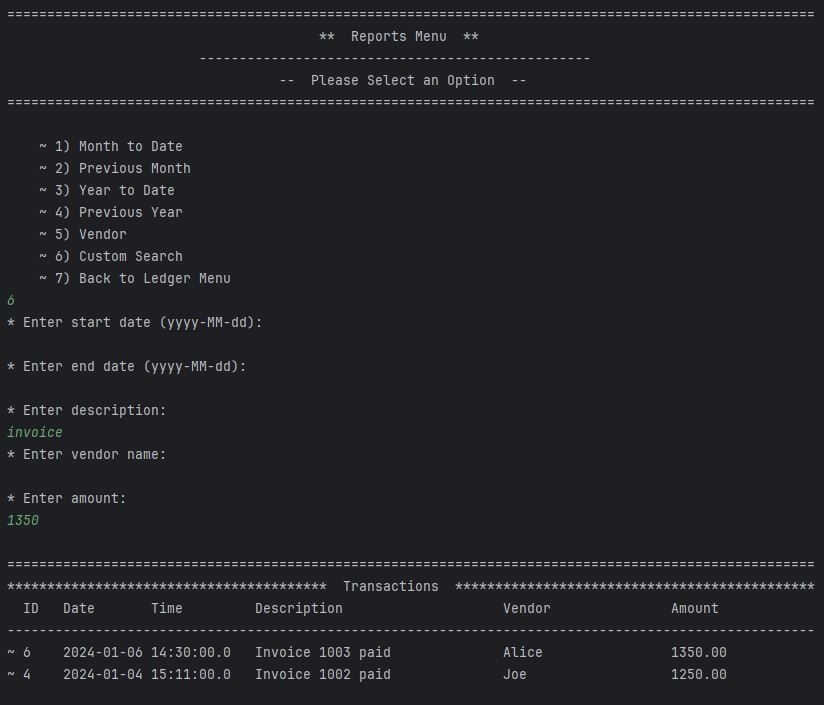 =====================================================================================================
**  Reports Menu  **
-------------------------------------------------
--  Please Select an Option  --
=====================================================================================================
~ 1) Month to Date
~ 2) Previous Month
~ 3) Year to Date
~ 4) Previous Year
~ 5) Vendor
~ 6) Custom Search
~ 7) Back to Ledger Menu
6
* Enter start date (yyyy-MM-dd):
* Enter end date (yyyy-MM-dd):
* Enter description:
invoice
* Enter vendor name:
* Enter amount:
1350
=====================================================================================================
****************************************  Transactions  *********************************************
ID   Date       Time         Description                    Vendor               Amount
-----------------------------------------------------------------------------------------------------
~ 6    2024-01-06 14:30:00.0   Invoice 1003 paid              Alice                1350.00
~ 4    2024-01-04 15:11:00.0   Invoice 1002 paid              Joe                  1250.00